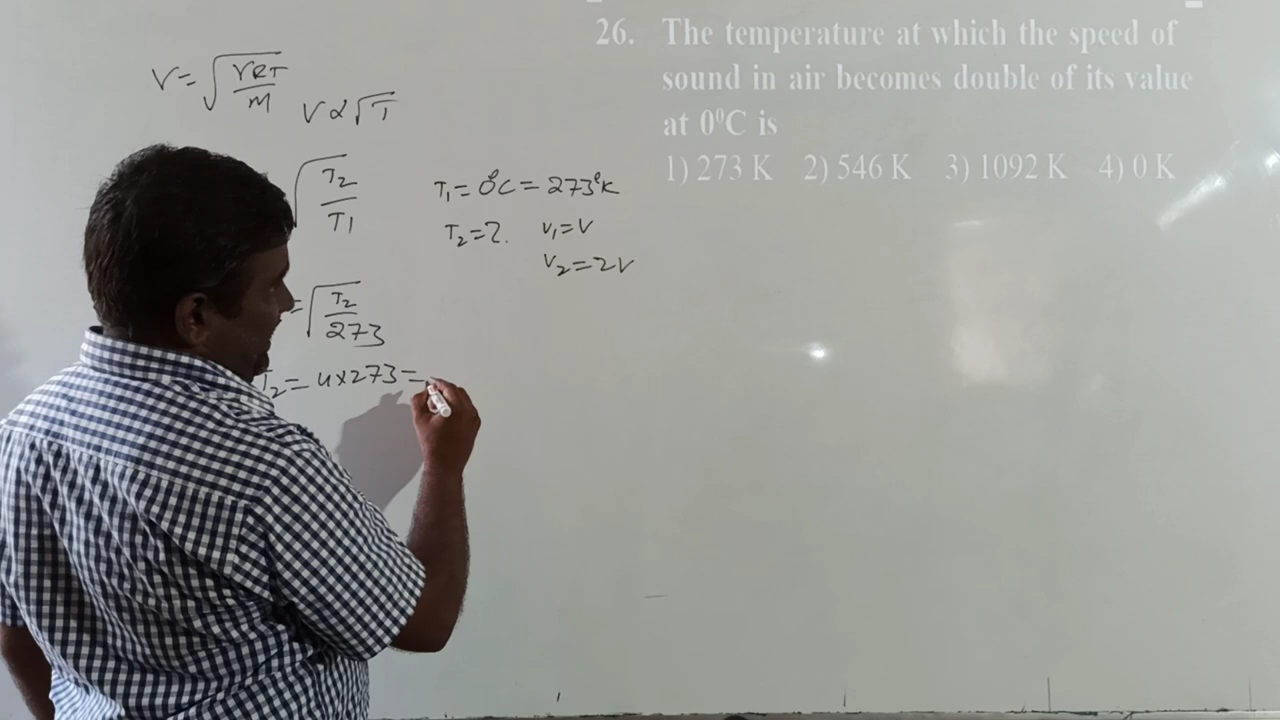 26. The temperature at which the speed of
sound in air becomes double of its value
at 0⁰C is
1) 273 K 2) 546 K 3) 1092 K 4) 0 K
V=√(γRT/M)
V∝√T
√(T₂/T1)
T₁=0°C=273°K
T₂=?. V₁=V
V₂=2V
=√(T₂/273)
T₂=4x273=